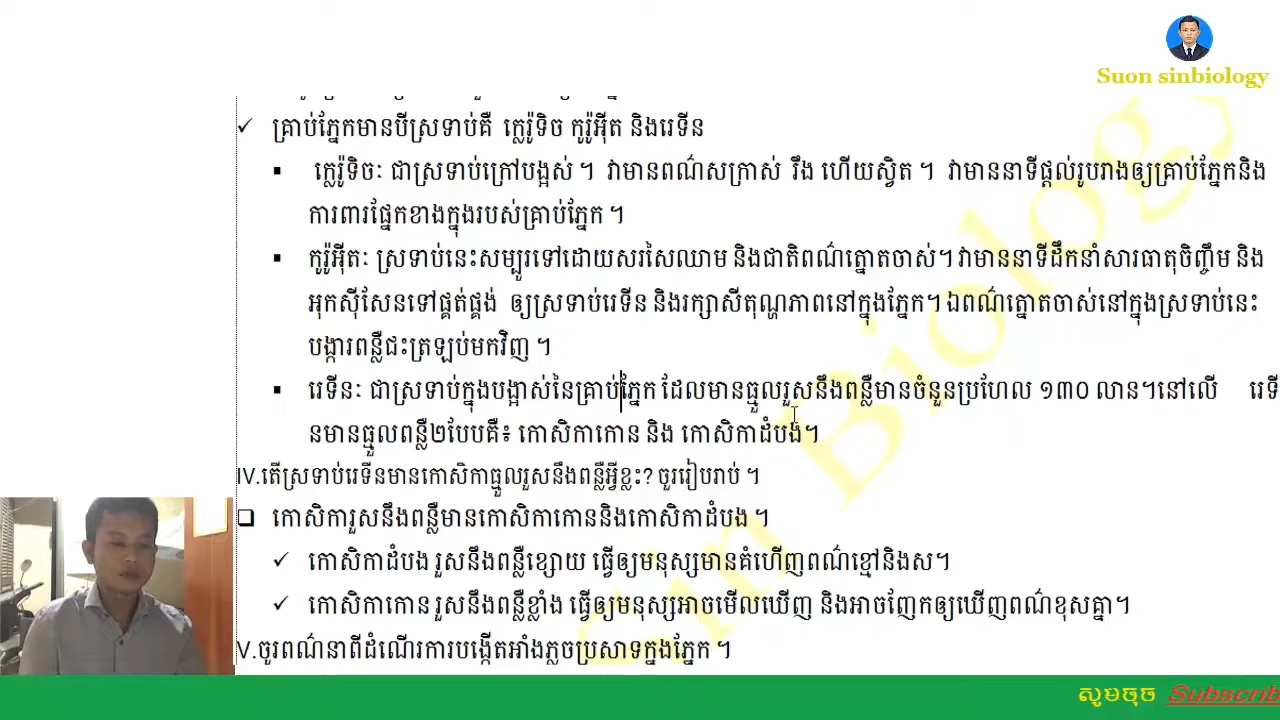 Suon sinbiology
✓ គ្រាប់ភ្នែកមានបីស្រទាប់គឺ ក្លេរ៉ូទិច កូរ៉ូអ៊ីត និងរេទីន
▪ ក្លេរ៉ូទិចៈ ជាស្រទាប់ក្រៅបង្អស់ ។ វាមានពណ៌សក្រាស់ រឹង ហើយស្វិត ។ វាមាននាទីផ្ដល់រូបរាងឲ្យគ្រាប់ភ្នែកនិង
ការពារផ្នែកខាងក្នុងរបស់គ្រាប់ភ្នែក ។
▪ កូរ៉ូអ៊ីតៈ ស្រទាប់នេះសម្បូរទៅដោយសរសៃឈាម និងជាតិពណ៌ត្នោតចាស់។ វាមាននាទីដឹកនាំសារធាតុចិញ្ចឹម និង
អុកស៊ីសែនទៅផ្គត់ផ្គង់ ឲ្យស្រទាប់រេទីន និងរក្សាសីតុណ្ហភាពនៅក្នុងភ្នែក។ ឯពណ៌ត្នោតចាស់នៅក្នុងស្រទាប់នេះ
បង្ការពន្លឺជះត្រឡប់មកវិញ ។
▪ រេទីនៈ ជាស្រទាប់ក្នុងបង្អាស់នៃគ្រាប់ភ្នែក ដែលមានធ្មួលរួសនឹងពន្លឺមានចំនួនប្រហែល ១៣០ លាន។នៅលើ រេទី
នមានធ្មួលពន្លឺ២បែបគឺ៖ កោសិកាកោន និង កោសិកាដំបង។
IV.តើស្រទាប់រេទីនមានកោសិកាធ្មួលរួសនឹងពន្លឺអ្វីខ្លះ? ចូររៀបរាប់ ។
❑ កោសិការួសនឹងពន្លឺមានកោសិកាកោននិងកោសិកាដំបង ។
✓ កោសិកាដំបង រួសនឹងពន្លឺខ្សោយ ធ្វើឲ្យមនុស្សមានគំហើញពណ៌ខ្មៅនិងស។
✓ កោសិកាកោន រួសនឹងពន្លឺខ្លាំង ធ្វើឲ្យមនុស្សអាចមើលឃើញ និងអាចញែកឲ្យឃើញពណ៌ខុសគ្នា។
V.ចូរពណ៌នាពីដំណើរការបង្កើតអាំងភ្លុចប្រសាទក្នុងភ្នែក ។
Sin Biology
សូមចុច Subscrib